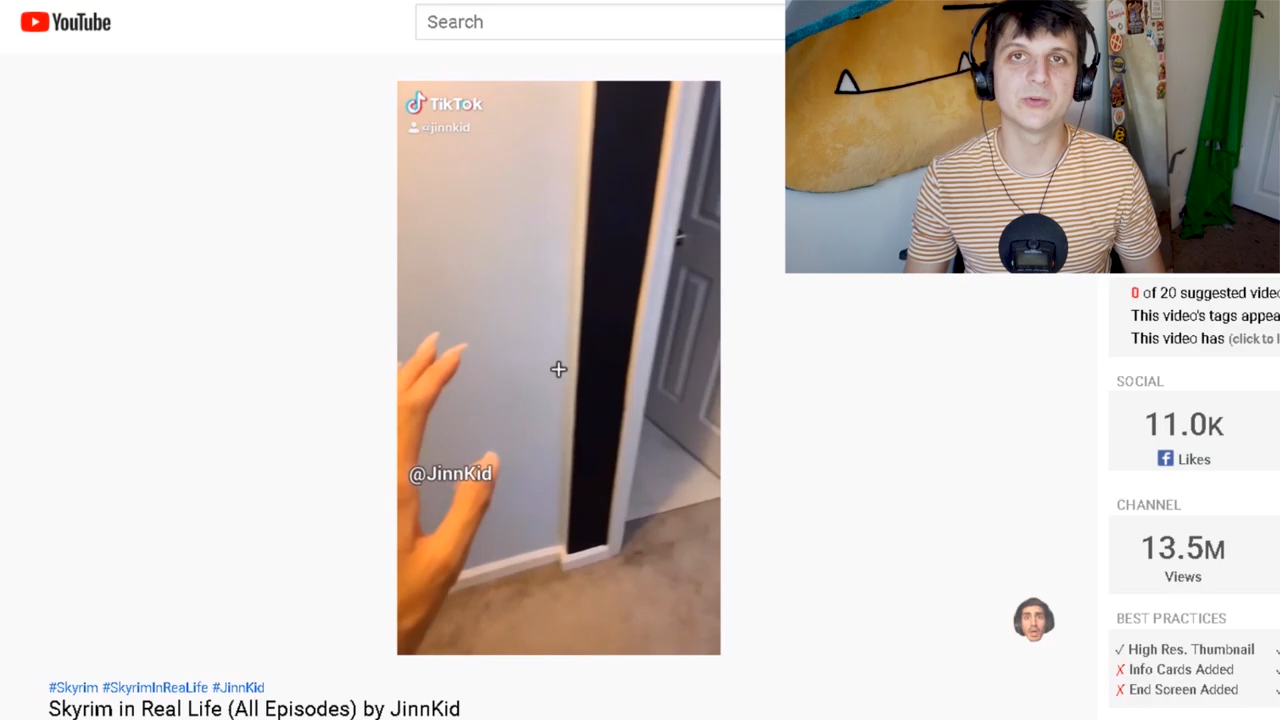 YouTube
Search
TikTok
@jinnkid
@JinnKid
0 of 20 suggested vide
This video's tags appea
This video has (click to
SOCIAL
11.0K
Likes
CHANNEL
13.5M
Views
BEST PRACTICES
✓ High Res. Thumbnail
✗ Info Cards Added
✗ End Screen Added
#Skyrim #SkyrimInReaLife #JinnKid
Skyrim in Real Life (All Episodes) by JinnKid